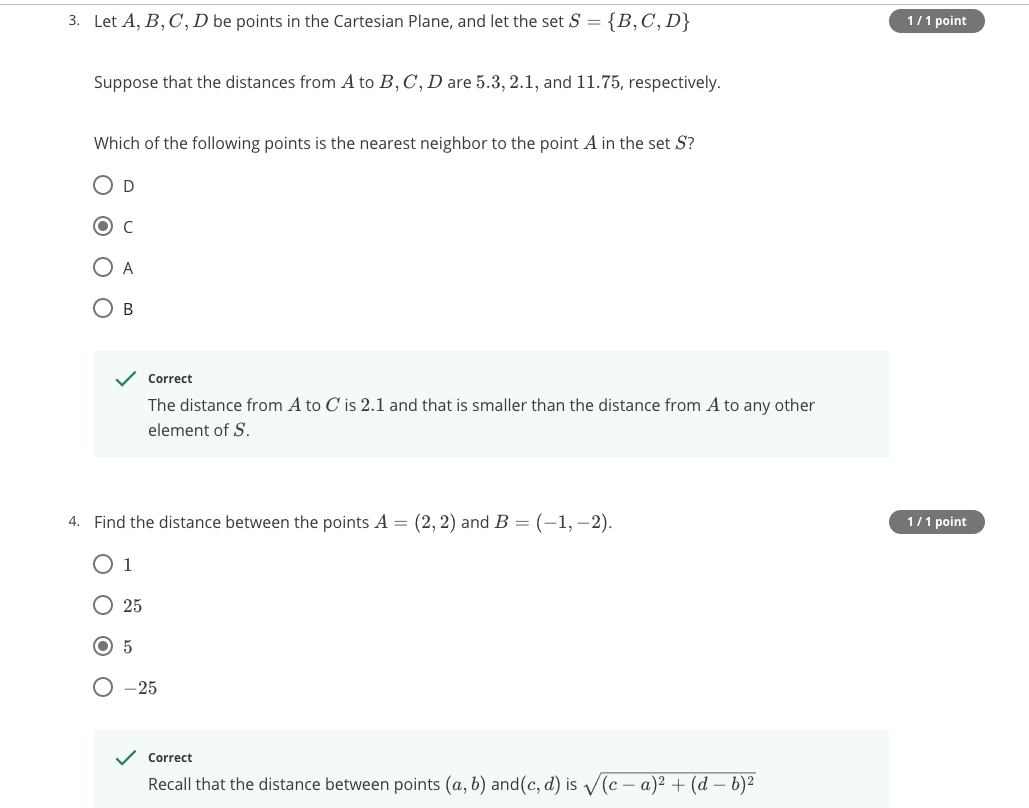 3. Let A, B, C, D be points in the Cartesian Plane, and let the set S = {B, C, D}
1 / 1 point
Suppose that the distances from A to B, C, D are 5.3, 2.1, and 11.75, respectively.
Which of the following points is the nearest neighbor to the point A in the set S?
D
C
A
B
Correct
The distance from A to C is 2.1 and that is smaller than the distance from A to any other
element of S.
4. Find the distance between the points A = (2, 2) and B = (−1, −2).
1 / 1 point
1
25
5
−25
Correct
Recall that the distance between points (a, b) and(c, d) is √(c − a)² + (d − b)²